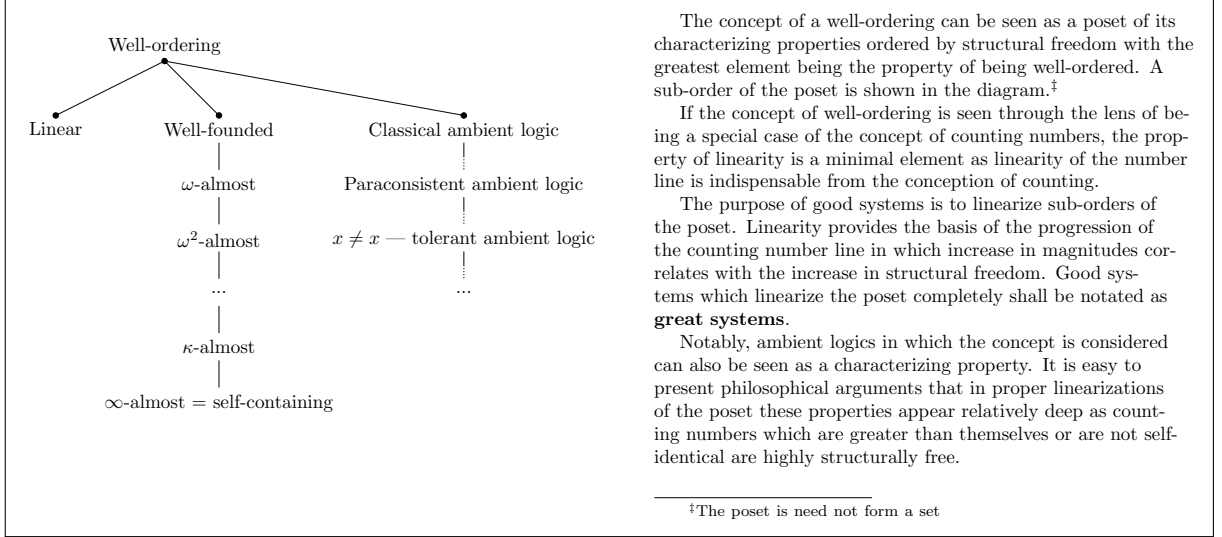 Well-ordering
Linear
Well-founded
Classical ambient logic
ω-almost
Paraconsistent ambient logic
ω²-almost
x ≠ x — tolerant ambient logic
...
...
κ-almost
∞-almost = self-containing
The concept of a well-ordering can be seen as a poset of its
characterizing properties ordered by structural freedom with the
greatest element being the property of being well-ordered. A
sub-order of the poset is shown in the diagram.‡
If the concept of well-ordering is seen through the lens of be-
ing a special case of the concept of counting numbers, the prop-
erty of linearity is a minimal element as linearity of the number
line is indispensable from the conception of counting.
The purpose of good systems is to linearize sub-orders of
the poset. Linearity provides the basis of the progression of
the counting number line in which increase in magnitudes cor-
relates with the increase in structural freedom. Good sys-
tems which linearize the poset completely shall be notated as
great systems.
Notably, ambient logics in which the concept is considered
can also be seen as a characterizing property. It is easy to
present philosophical arguments that in proper linearizations
of the poset these properties appear relatively deep as count-
ing numbers which are greater than themselves or are not self-
identical are highly structurally free.
‡The poset is need not form a set